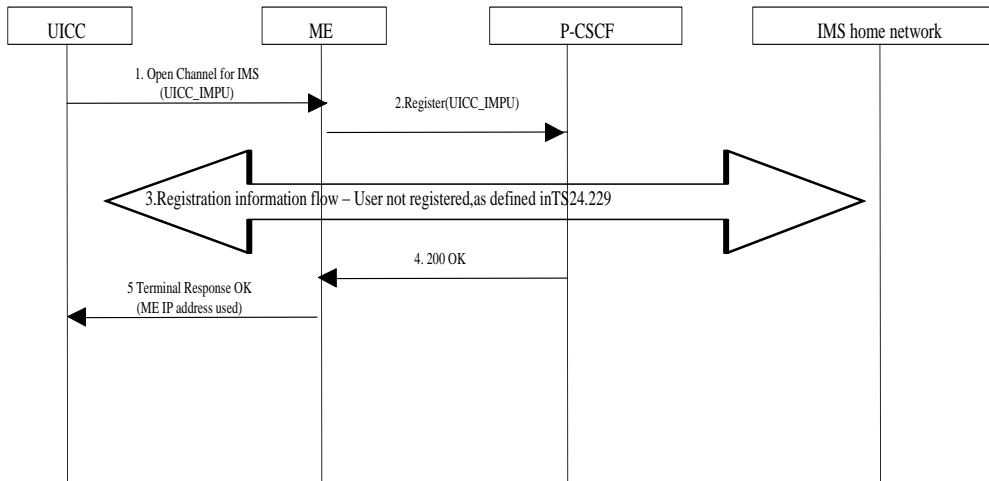 UICC
ME
P-CSCF
IMS home network
1. Open Channel for IMS
(UICC_IMPU)
2.Register(UICC_IMPU)
3.Registration information flow – User not registered,as defined inTS24.229
4. 200 OK
5 Terminal Response OK
(ME IP address used)